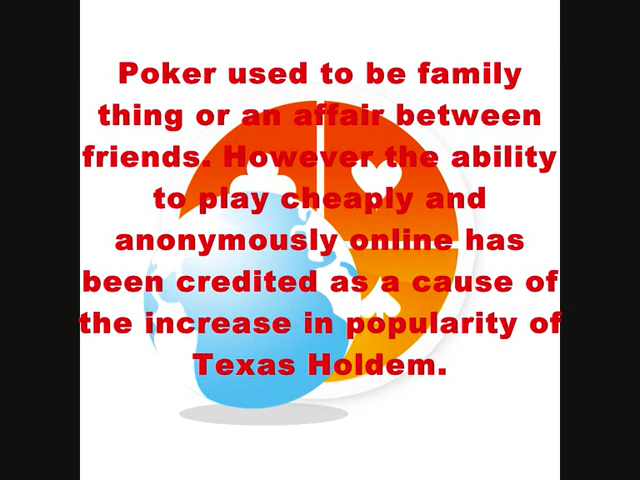 Poker used to be family
thing or an affair between
friends. However the ability
to play cheaply and
anonymously online has
been credited as a cause of
the increase in popularity of
Texas Holdem.